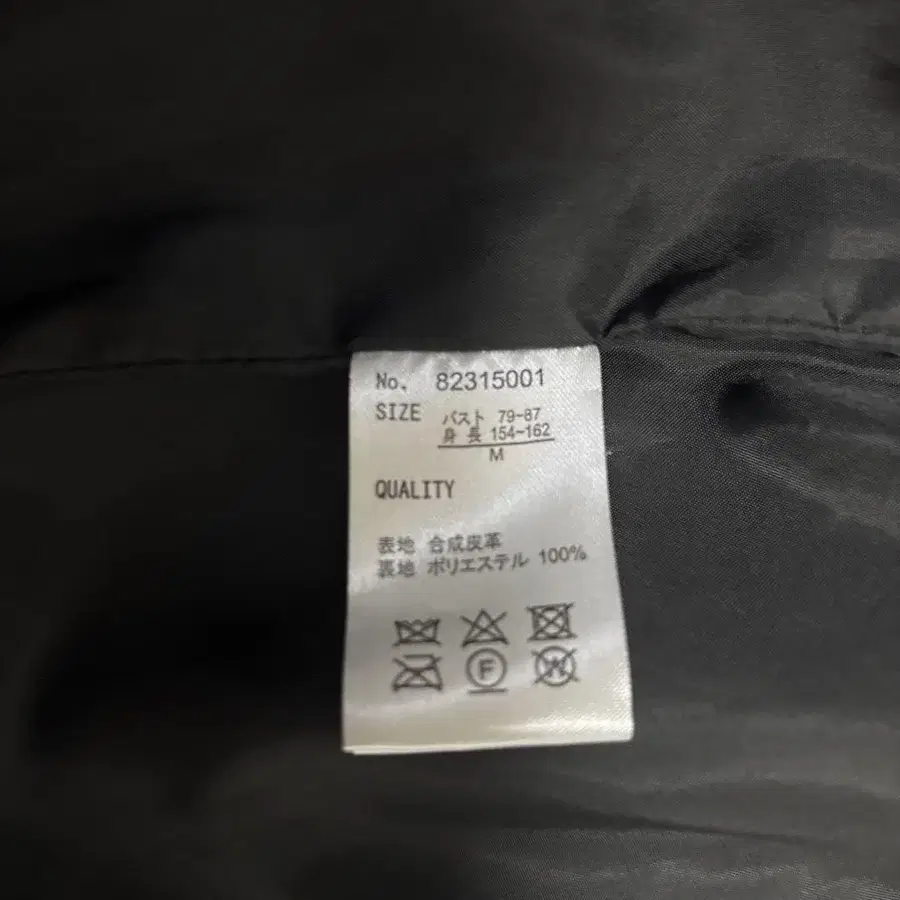 No. 82315001
SIZE バスト 79-87
身長 154-162
M
QUALITY
表地 合成皮革
裏地 ポリエステル 100%
F W